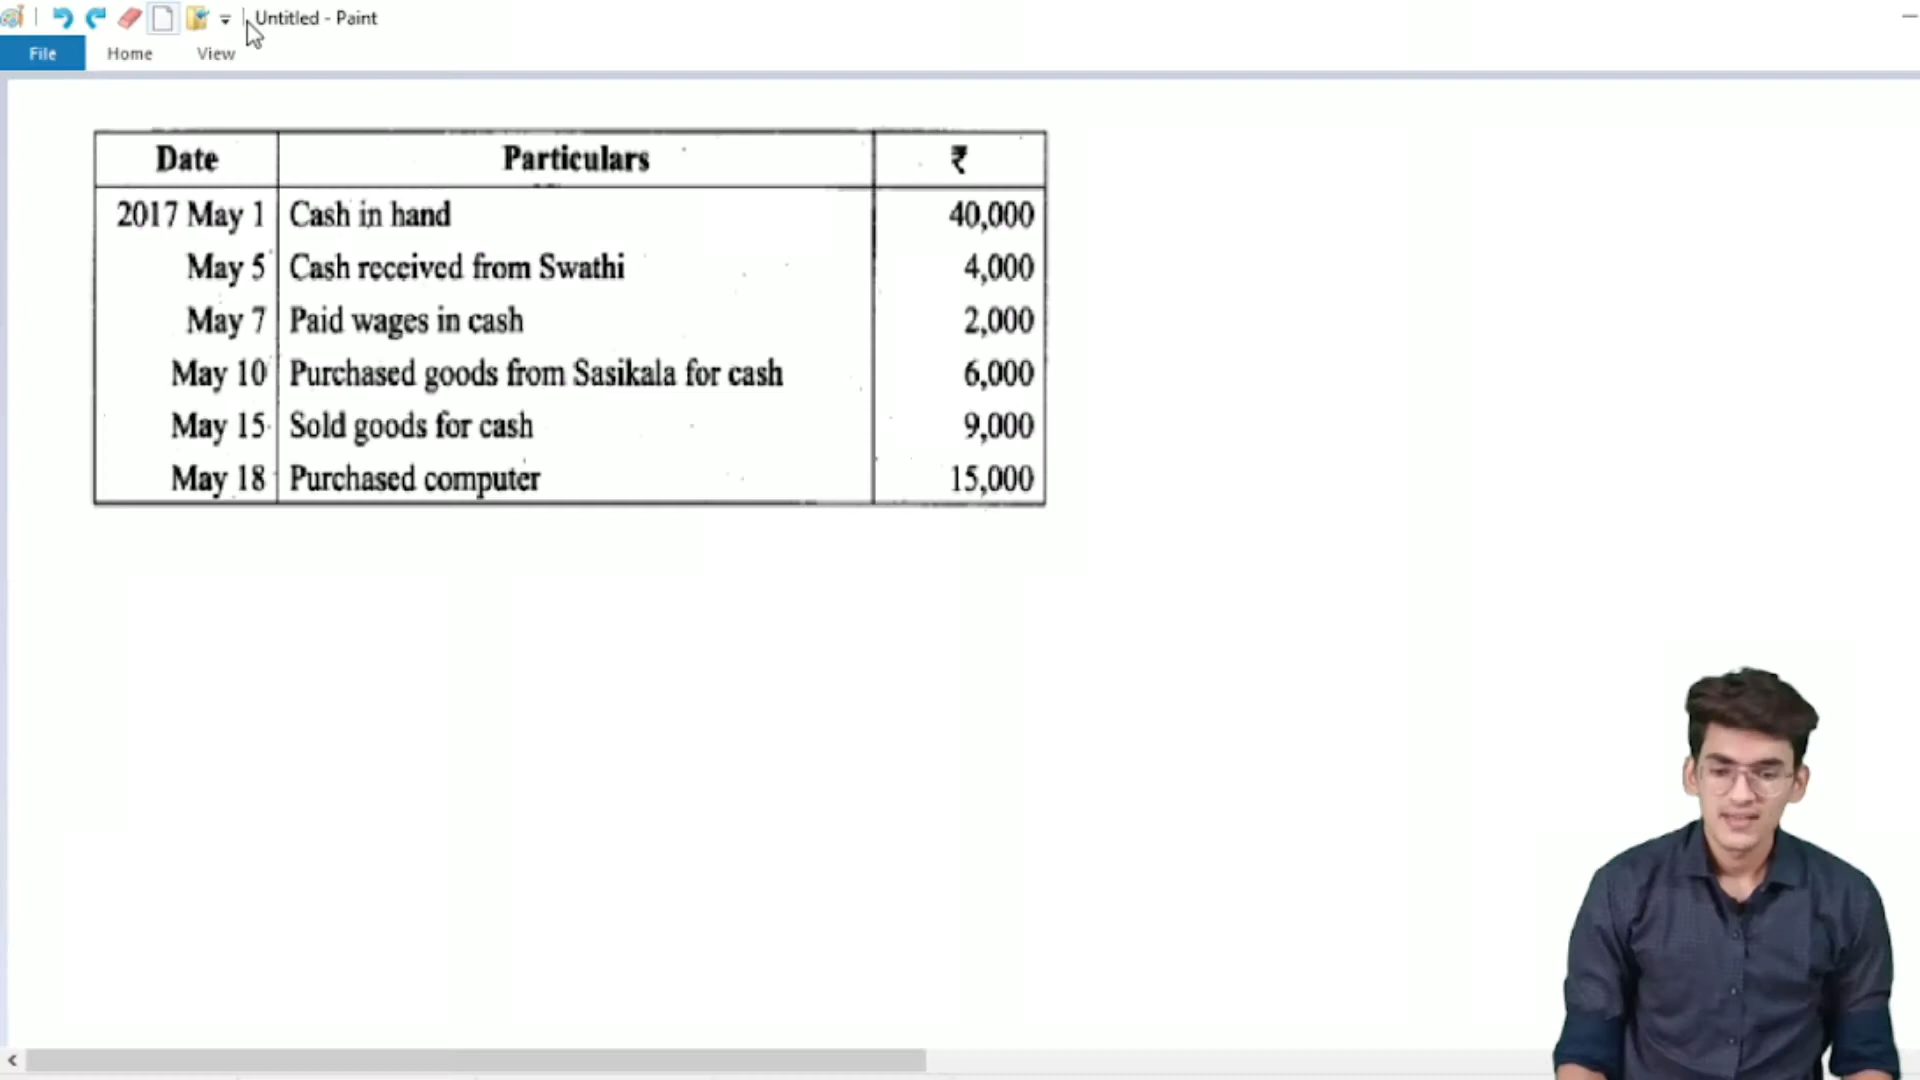 Untitled - Paint
File Home View
Date Particulars ₹
2017 May 1 Cash in hand 40,000
May 5 Cash received from Swathi 4,000
May 7 Paid wages in cash 2,000
May 10 Purchased goods from Sasikala for cash 6,000
May 15 Sold goods for cash 9,000
May 18 Purchased computer 15,000